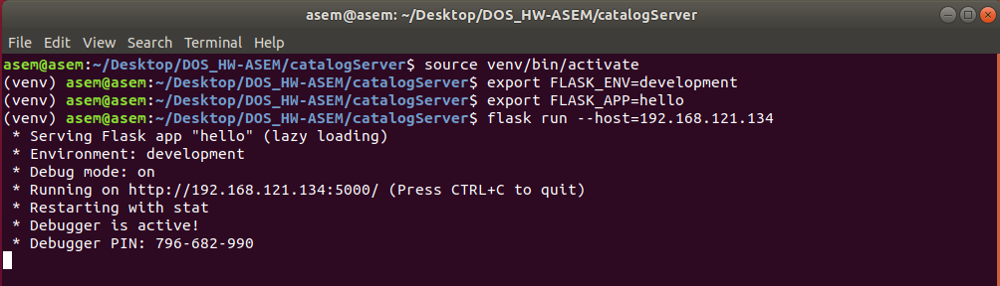 asem@asem: ~/Desktop/DOS_HW-ASEM/catalogServer
File Edit View Search Terminal Help
asem@asem:~/Desktop/DOS_HW-ASEM/catalogServer$ source venv/bin/activate
(venv) asem@asem:~/Desktop/DOS_HW-ASEM/catalogServer$ export FLASK_ENV=development
(venv) asem@asem:~/Desktop/DOS_HW-ASEM/catalogServer$ export FLASK_APP=hello
(venv) asem@asem:~/Desktop/DOS_HW-ASEM/catalogServer$ flask run --host=192.168.121.134
 * Serving Flask app "hello" (lazy loading)
 * Environment: development
 * Debug mode: on
 * Running on http://192.168.121.134:5000/ (Press CTRL+C to quit)
 * Restarting with stat
 * Debugger is active!
 * Debugger PIN: 796-682-990